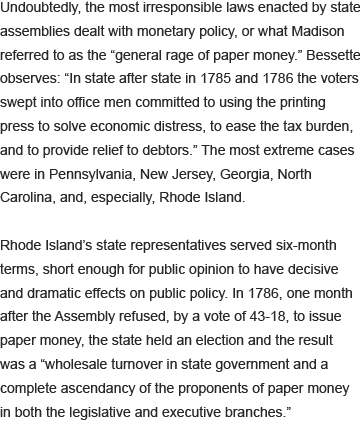 Undoubtedly, the most irresponsible laws enacted by state
assemblies dealt with monetary policy, or what Madison
referred to as the “general rage of paper money.” Bessette
observes: “In state after state in 1785 and 1786 the voters
swept into office men committed to using the printing
press to solve economic distress, to ease the tax burden,
and to provide relief to debtors.” The most extreme cases
were in Pennsylvania, New Jersey, Georgia, North
Carolina, and, especially, Rhode Island.

Rhode Island’s state representatives served six-month
terms, short enough for public opinion to have decisive
and dramatic effects on public policy. In 1786, one month
after the Assembly refused, by a vote of 43-18, to issue
paper money, the state held an election and the result
was a “wholesale turnover in state government and a
complete ascendancy of the proponents of paper money
in both the legislative and executive branches.”